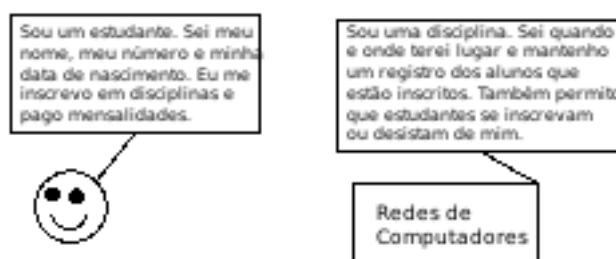 Sou um estudante. Sei meu
nome, meu número e minha
data de nascimento. Eu me
inscrevo em disciplinas e
pago mensalidades.
Sou uma disciplina. Sei quando
e onde terei lugar e mantenho
um registro dos alunos que
estão inscritos. Também permito
que estudantes se inscrevam
ou desistam de mim.
Redes de
Computadores